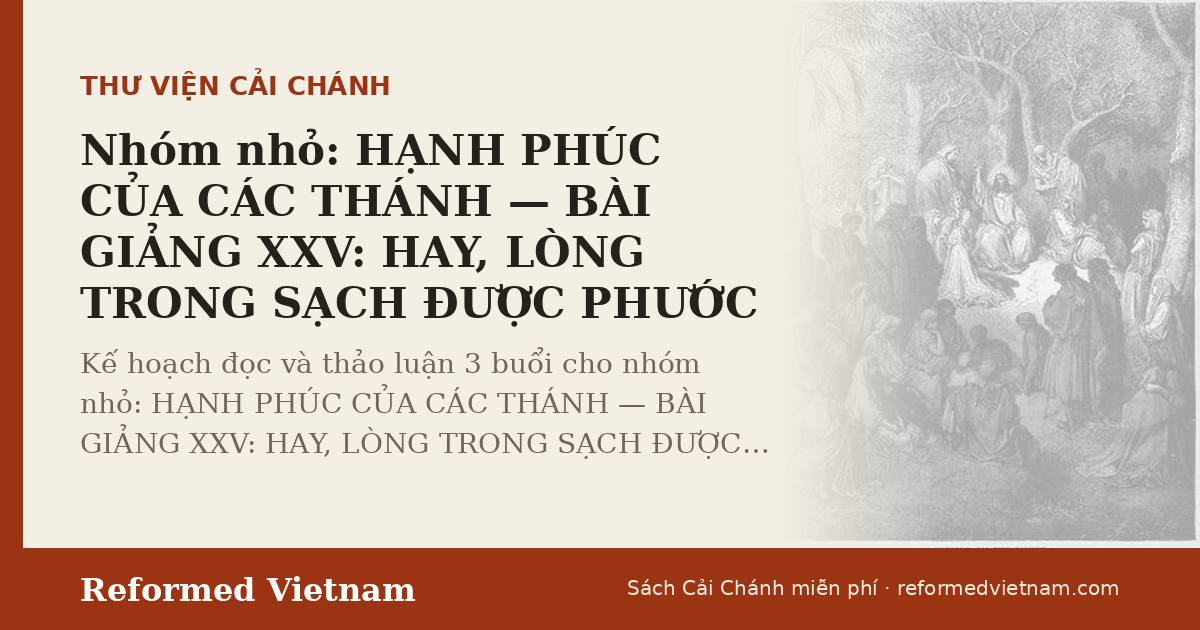 THƯ VIỆN CẢI CHÁNH
Nhóm nhỏ: HẠNH PHÚC
CỦA CÁC THÁNH — BÀI
GIẢNG XXV: HAY, LÒNG
TRONG SẠCH ĐƯỢC PHƯỚC
Kế hoạch đọc và thảo luận 3 buổi cho nhóm
nhỏ: HẠNH PHÚC CỦA CÁC THÁNH — BÀI
GIẢNG XXV: HAY, LÒNG TRONG SẠCH ĐƯỢC...
Reformed Vietnam
Sách Cải Chánh miễn phí · reformedvietnam.com